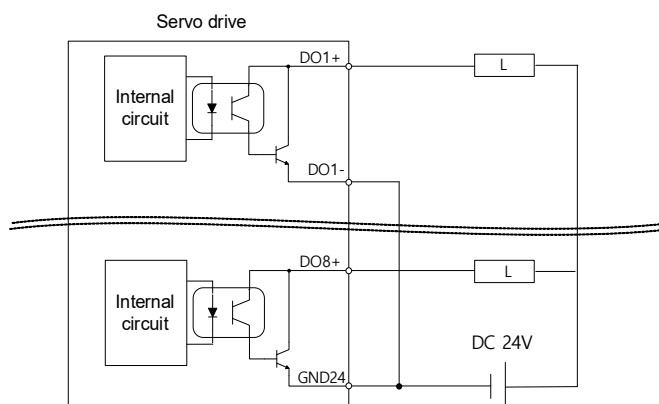 Servo drive
DO1+
L
Internal
circuit
DO1-
DO8+
L
Internal
circuit
DC 24V
GND24